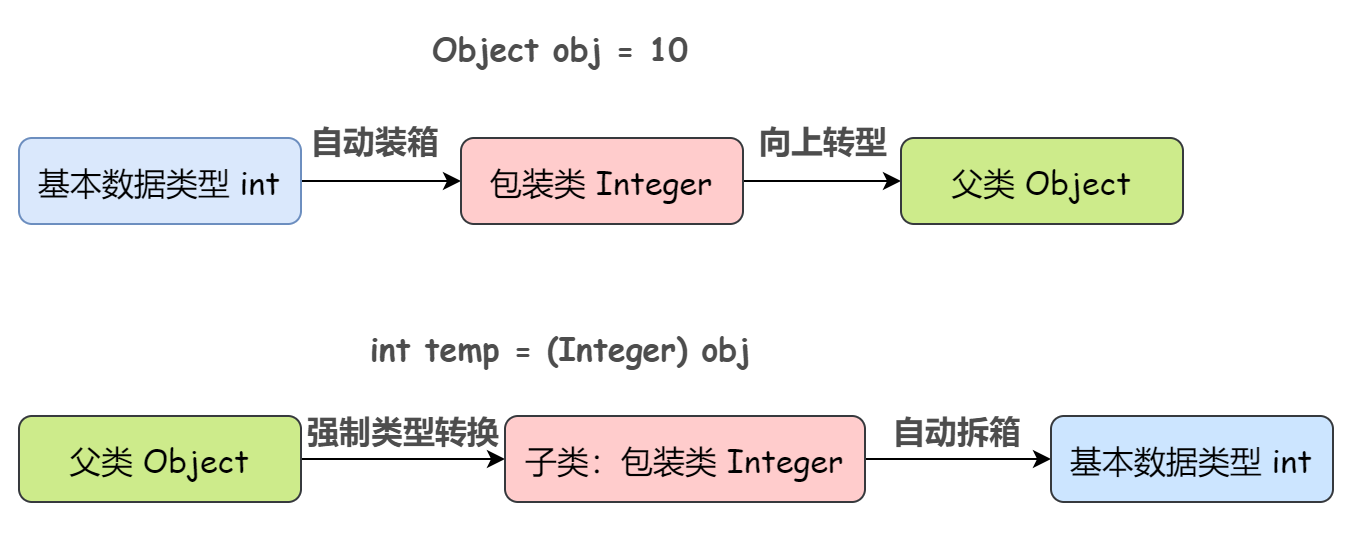 Object obj = 10
自动装箱
向上转型
基本数据类型 int
包装类 Integer
父类 Object
int temp = (Integer) obj
强制类型转换
自动拆箱
父类 Object
子类：包装类 Integer
基本数据类型 int